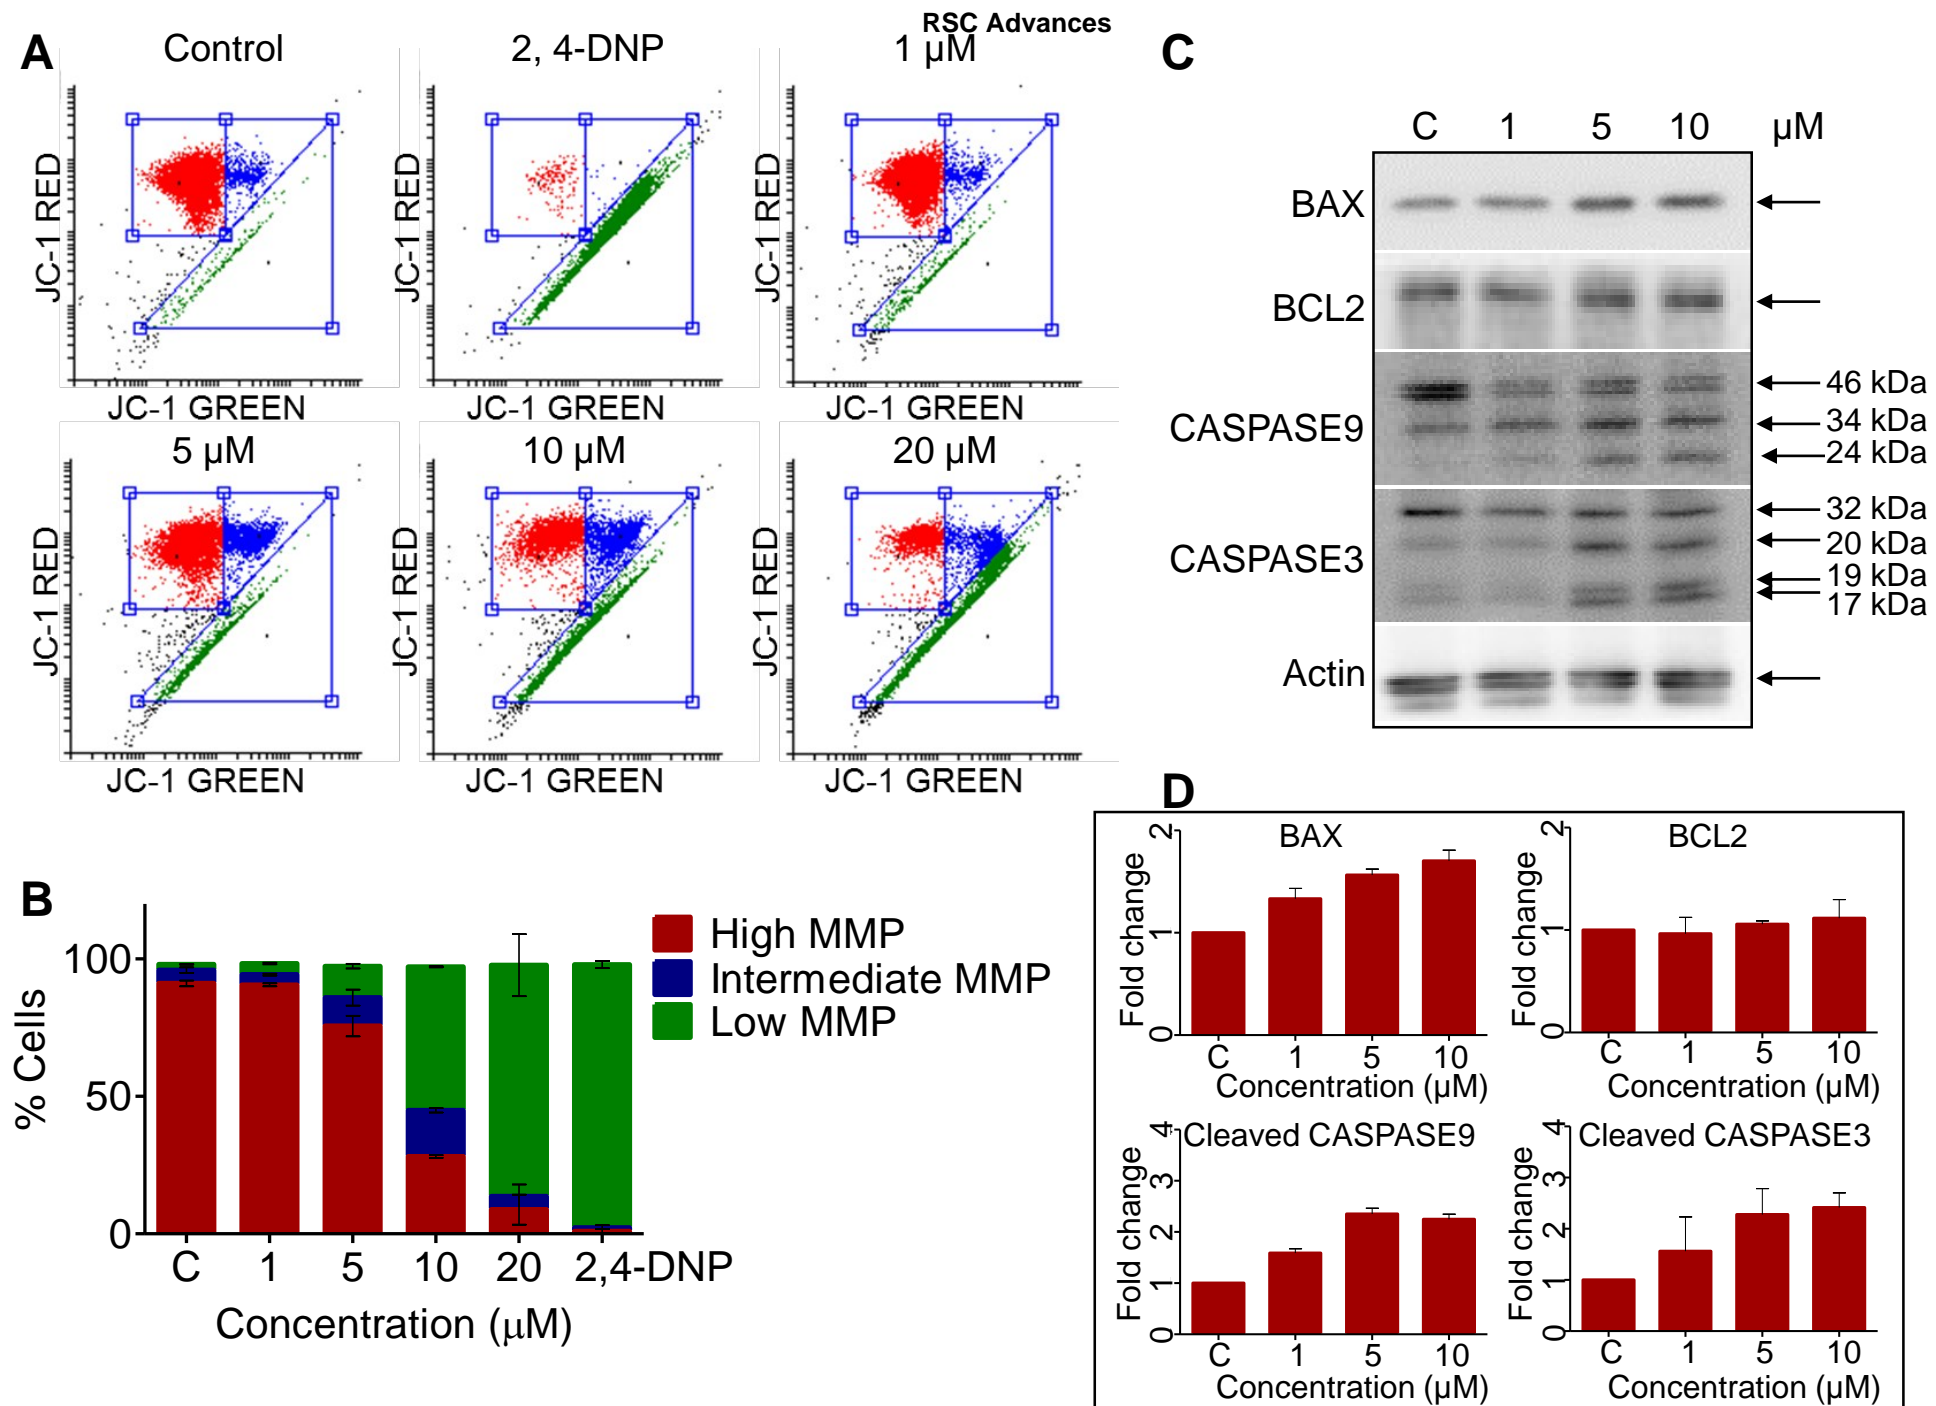 RSC Advances
A
Control
2, 4-DNP
1 µM
JC-1 RED
JC-1 RED
JC-1 RED
JC-1 GREEN
JC-1 GREEN
JC-1 GREEN
5 µM
10 µM
20 µM
JC-1 RED
JC-1 RED
JC-1 RED
JC-1 GREEN
JC-1 GREEN
JC-1 GREEN
B
% Cells
100
50
0
C 1 5 10 20 2,4-DNP
Concentration (µM)
High MMP
Intermediate MMP
Low MMP
C
C 1 5 10 µM
BAX
BCL2
CASPASE9
46 kDa
34 kDa
24 kDa
CASPASE3
32 kDa
20 kDa
19 kDa
17 kDa
Actin
D
BAX
Fold change
2
1
0
C 1 5 10
Concentration (µM)
BCL2
Fold change
2
1
0
C 1 5 10
Concentration (µM)
Cleaved CASPASE9
Fold change
4
3
2
1
0
C 1 5 10
Concentration (µM)
Cleaved CASPASE3
Fold change
4
3
2
1
0
C 1 5 10
Concentration (µM)